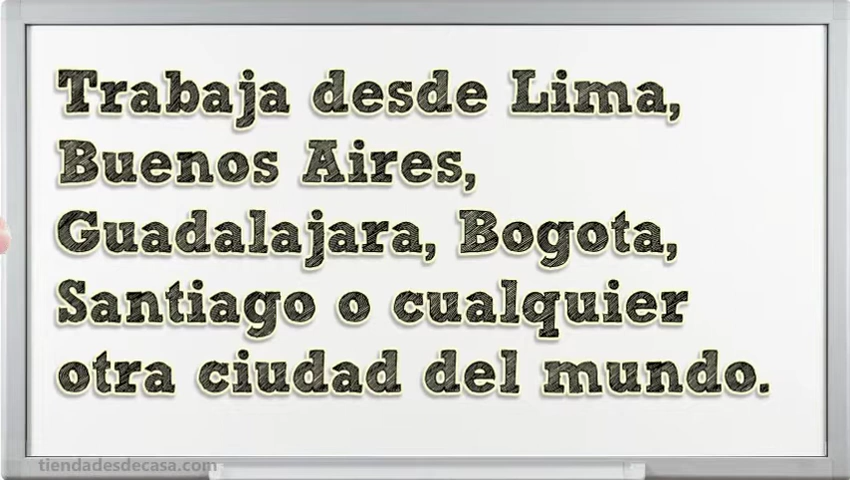 Trabaja desde Lima,
Buenos Aires,
Guadalajara, Bogota,
Santiago o cualquier
otra ciudad del mundo.
tiendadesdecasa.com